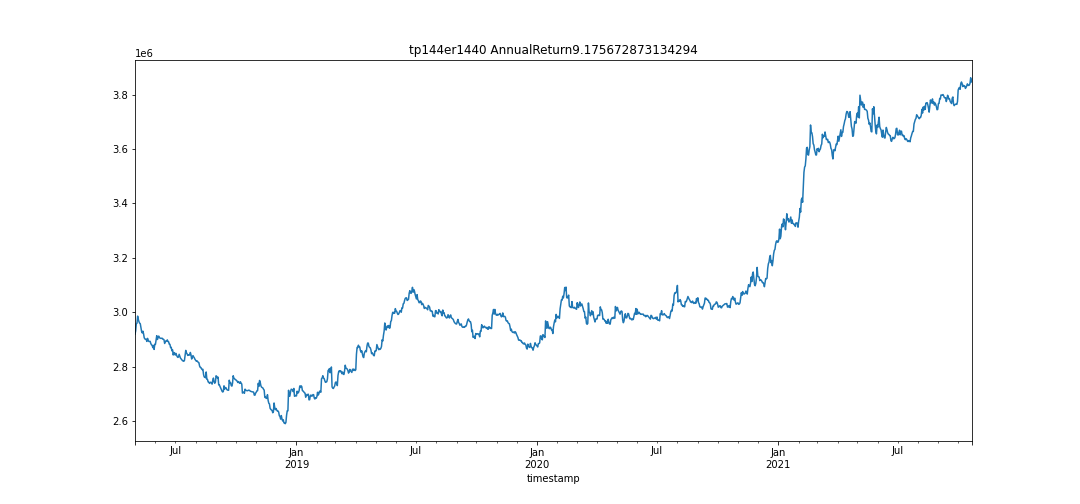 tp144er1440 AnnualReturn9.175672873134294
1e6
3.8
3.6
3.4
3.2
3.0
2.8
2.6
Jul Jan Jul Jan Jul Jan Jul
2019 2020 2021
timestamp